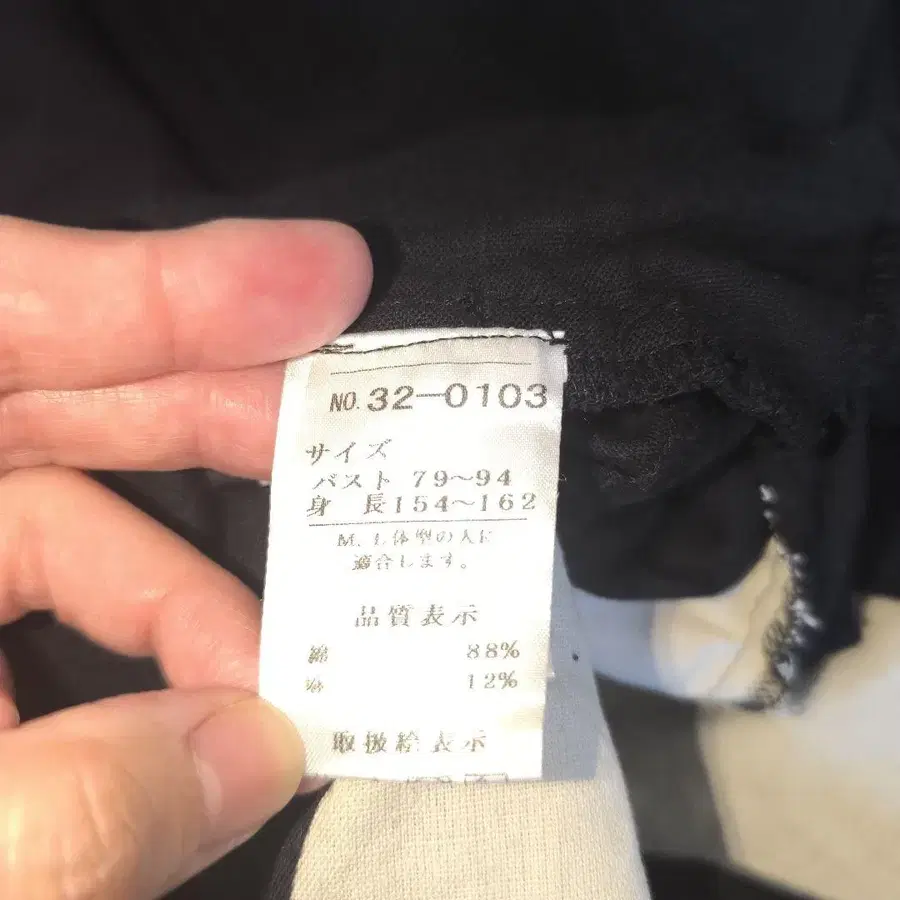 NO. 32-0103
サイズ
バスト 79〜94
身 長154〜162
M, L体型の人に
適合します。
品質表示
綿 88%
麻 12%
取扱絵表示